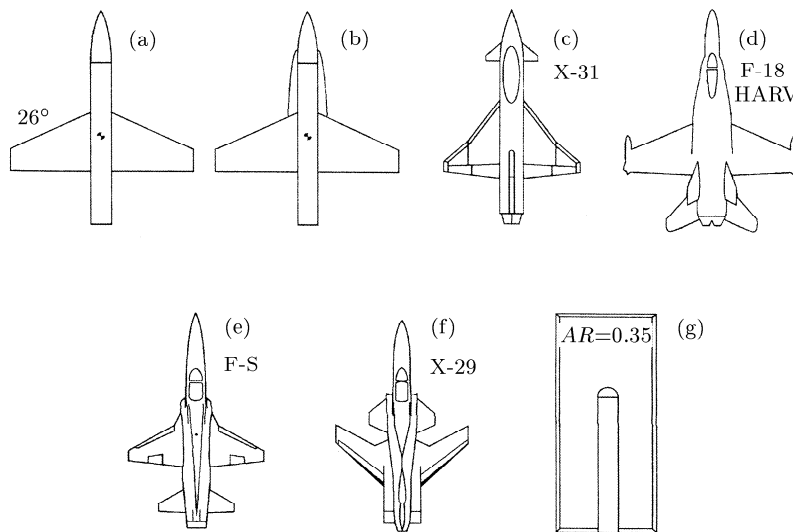 (a)
(b)
(c)
X-31
(d)
F-18
HARV
26°
(e)
F-S
(f)
X-29
AR=0.35
(g)